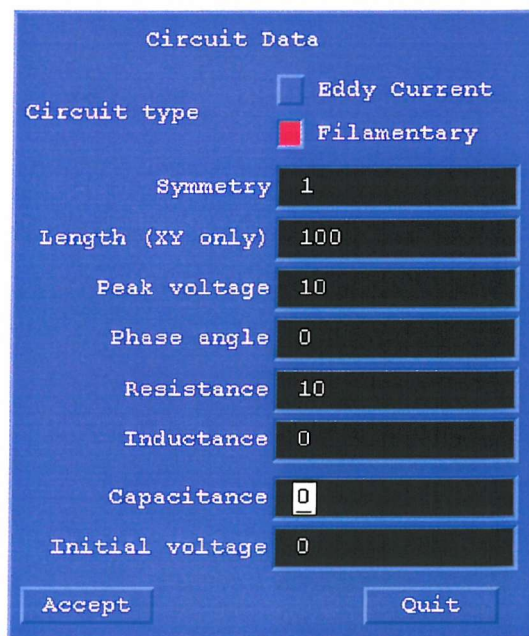 Circuit Data
Eddy Current
Circuit type
Filamentary
Symmetry 1
Length (XY only) 100
Peak voltage 10
Phase angle 0
Resistance 10
Inductance 0
Capacitance 0
Initial voltage 0
Accept Quit